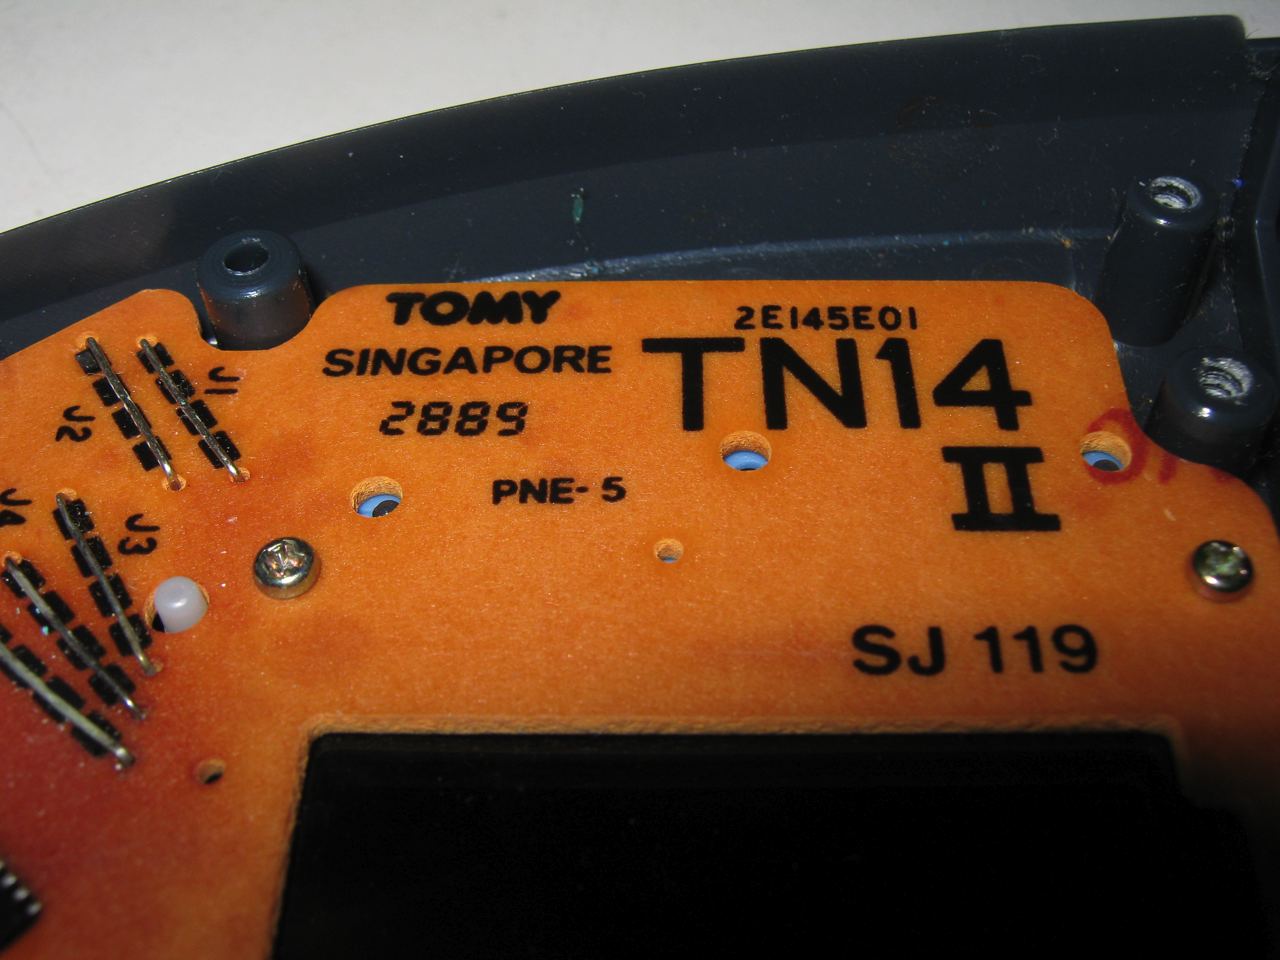 TOMY
2E145E01
SINGAPORE
TN14
2889
II
PNE-5
SJ 119
J1
J2
J3
J4